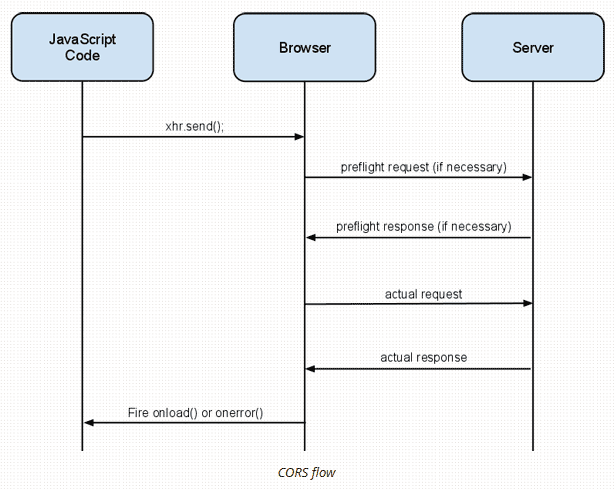 JavaScript
Code
Browser
Server
xhr.send();
preflight request (if necessary)
preflight response (if necessary)
actual request
actual response
Fire onload() or onerror()
CORS flow